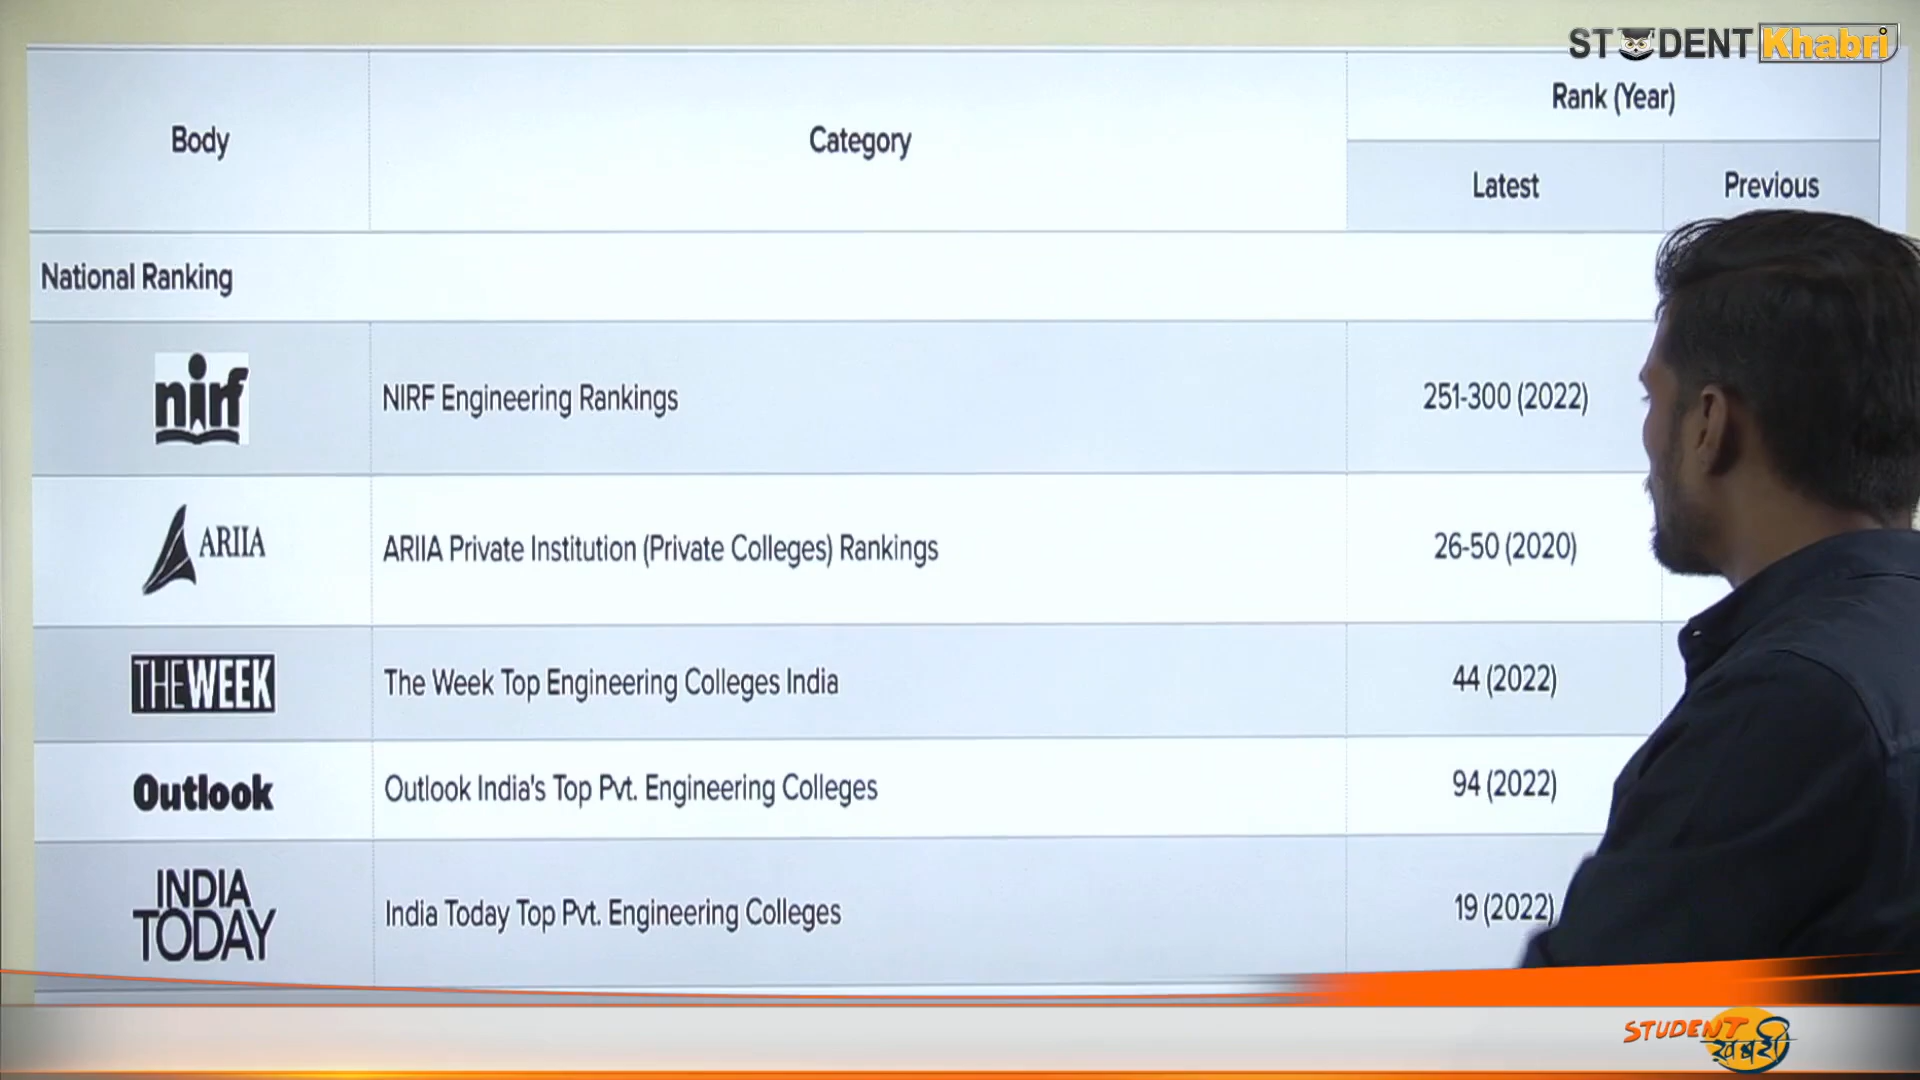 STUDENT Khabri
Rank (Year)
Body
Category
Latest
Previous
National Ranking
nirf
NIRF Engineering Rankings
251-300 (2022)
ARIIA
ARIIA Private Institution (Private Colleges) Rankings
26-50 (2020)
THE WEEK
The Week Top Engineering Colleges India
44 (2022)
Outlook
Outlook India's Top Pvt. Engineering Colleges
94 (2022)
INDIA
TODAY
India Today Top Pvt. Engineering Colleges
19 (2022)
STUDENT
ख़बरी